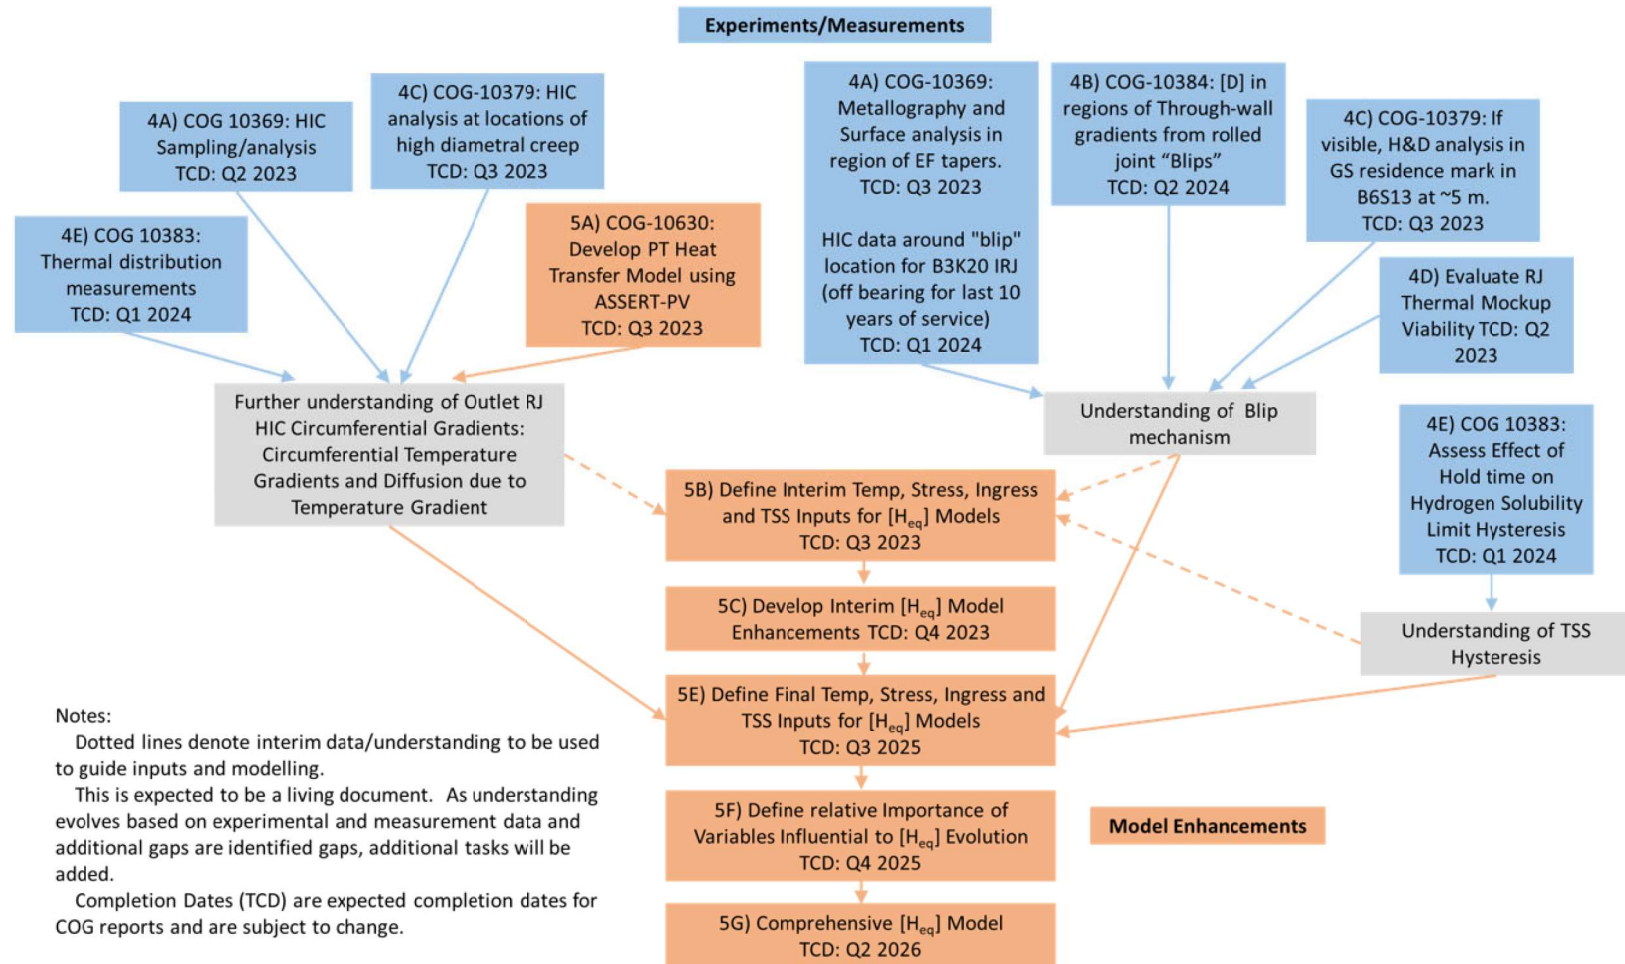 Experiments/Measurements
4A) COG 10369: HIC
Sampling/analysis
TCD: Q2 2023
4C) COG-10379: HIC
analysis at locations of
high diametral creep
TCD: Q3 2023
4E) COG 10383:
Thermal distribution
measurements
TCD: Q1 2024
5A) COG-10630:
Develop PT Heat
Transfer Model using
ASSERT-PV
TCD: Q3 2023
4A) COG-10369:
Metallography and
Surface analysis in
region of EF tapers.
TCD: Q3 2023
HIC data around "blip"
location for B3K20 IRJ
(off bearing for last 10
years of service)
TCD: Q1 2024
4B) COG-10384: [D] in
regions of Through-wall
gradients from rolled
joint “Blips”
TCD: Q2 2024
4C) COG-10379: If
visible, H&D analysis in
GS residence mark in
B6S13 at ~5 m.
TCD: Q3 2023
4D) Evaluate RJ
Thermal Mockup
Viability TCD: Q2
2023
Further understanding of Outlet RJ
HIC Circumferential Gradients:
Circumferential Temperature
Gradients and Diffusion due to
Temperature Gradient
Understanding of Blip
mechanism
4E) COG 10383:
Assess Effect of
Hold time on
Hydrogen Solubility
Limit Hysteresis
TCD: Q1 2024
Understanding of TSS
Hysteresis
5B) Define Interim Temp, Stress, Ingress
and TSS Inputs for [Heq] Models
TCD: Q3 2023
5C) Develop Interim [Heq] Model
Enhancements TCD: Q4 2023
5E) Define Final Temp, Stress, Ingress and
TSS Inputs for [Heq] Models
TCD: Q3 2025
5F) Define relative Importance of
Variables Influential to [Heq] Evolution
TCD: Q4 2025
5G) Comprehensive [Heq] Model
TCD: Q2 2026
Model Enhancements
Notes:
Dotted lines denote interim data/understanding to be used
to guide inputs and modelling.
This is expected to be a living document. As understanding
evolves based on experimental and measurement data and
additional gaps are identified gaps, additional tasks will be
added.
Completion Dates (TCD) are expected completion dates for
COG reports and are subject to change.